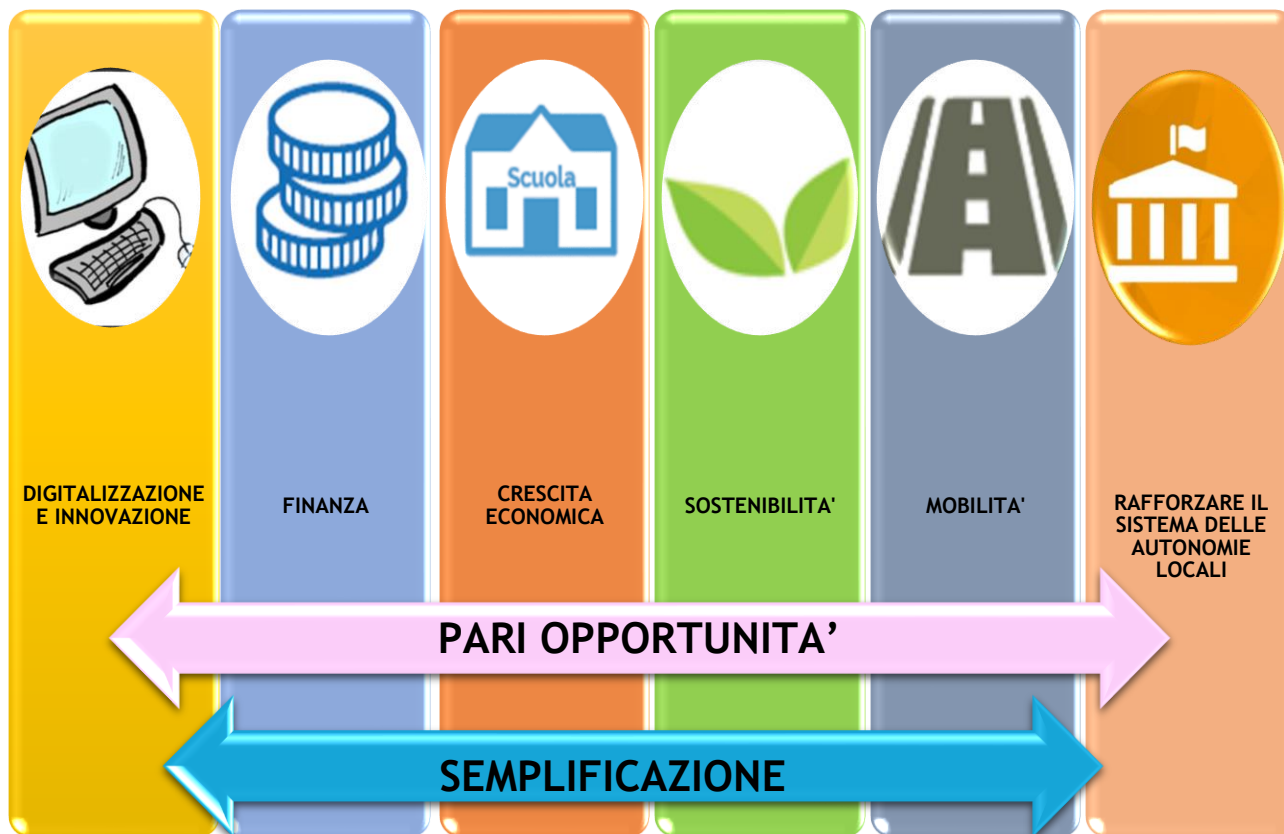 Scuola
DIGITALIZZAZIONE
E INNOVAZIONE
FINANZA
CRESCITA
ECONOMICA
SOSTENIBILITA'
MOBILITA'
RAFFORZARE IL
SISTEMA DELLE
AUTONOMIE
LOCALI
PARI OPPORTUNITA’
SEMPLIFICAZIONE